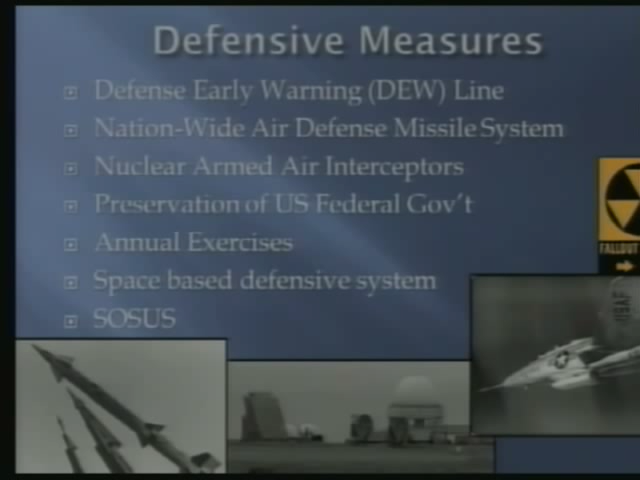 Defensive Measures
Defense Early Warning (DEW) Line
Nation-Wide Air Defense Missile System
Nuclear Armed Air Interceptors
Preservation of US Federal Gov't
Annual Exercises
Space based defensive system
SOSUS
FALLOUT
USAF